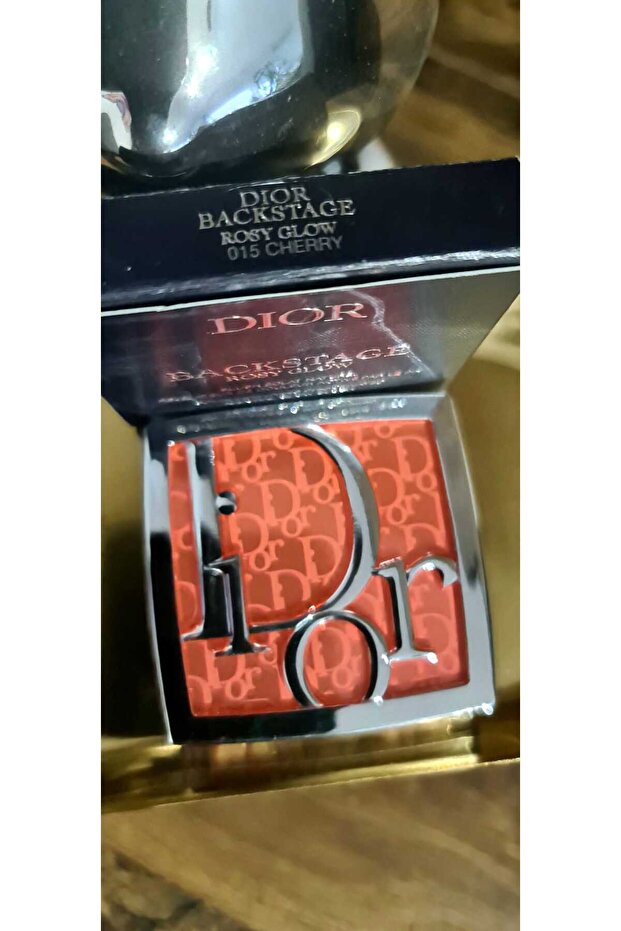 DIOR
BACKSTAGE
ROSY GLOW
015 CHERRY
DIOR
BACKSTAGE
ROSY GLOW
Dior